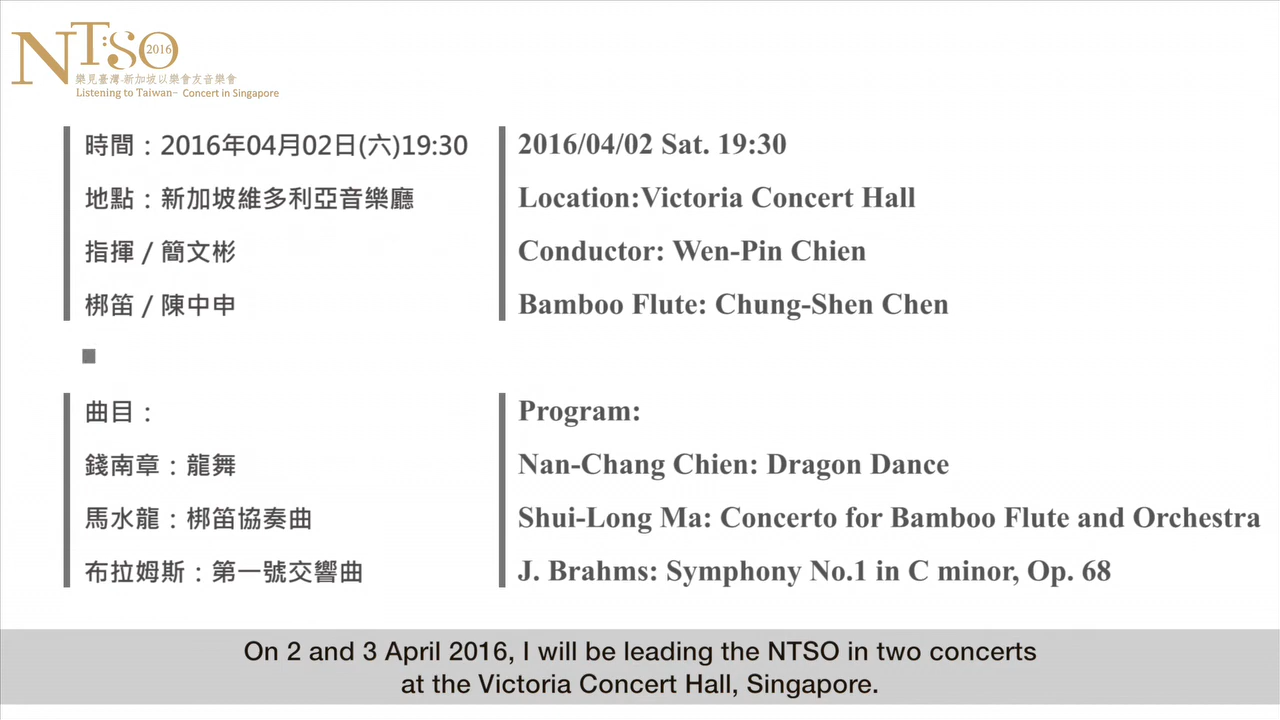 NTSO 2016
樂見臺灣-新加坡以樂會友音樂會
Listening to Taiwan- Concert in Singapore
時間：2016年04月02日(六)19:30
地點：新加坡維多利亞音樂廳
指揮 / 簡文彬
梆笛 / 陳中申
2016/04/02 Sat. 19:30
Location:Victoria Concert Hall
Conductor: Wen-Pin Chien
Bamboo Flute: Chung-Shen Chen
曲目：
錢南章：龍舞
馬水龍：梆笛協奏曲
布拉姆斯：第一號交響曲
Program:
Nan-Chang Chien: Dragon Dance
Shui-Long Ma: Concerto for Bamboo Flute and Orchestra
J. Brahms: Symphony No.1 in C minor, Op. 68
On 2 and 3 April 2016, I will be leading the NTSO in two concerts
at the Victoria Concert Hall, Singapore.